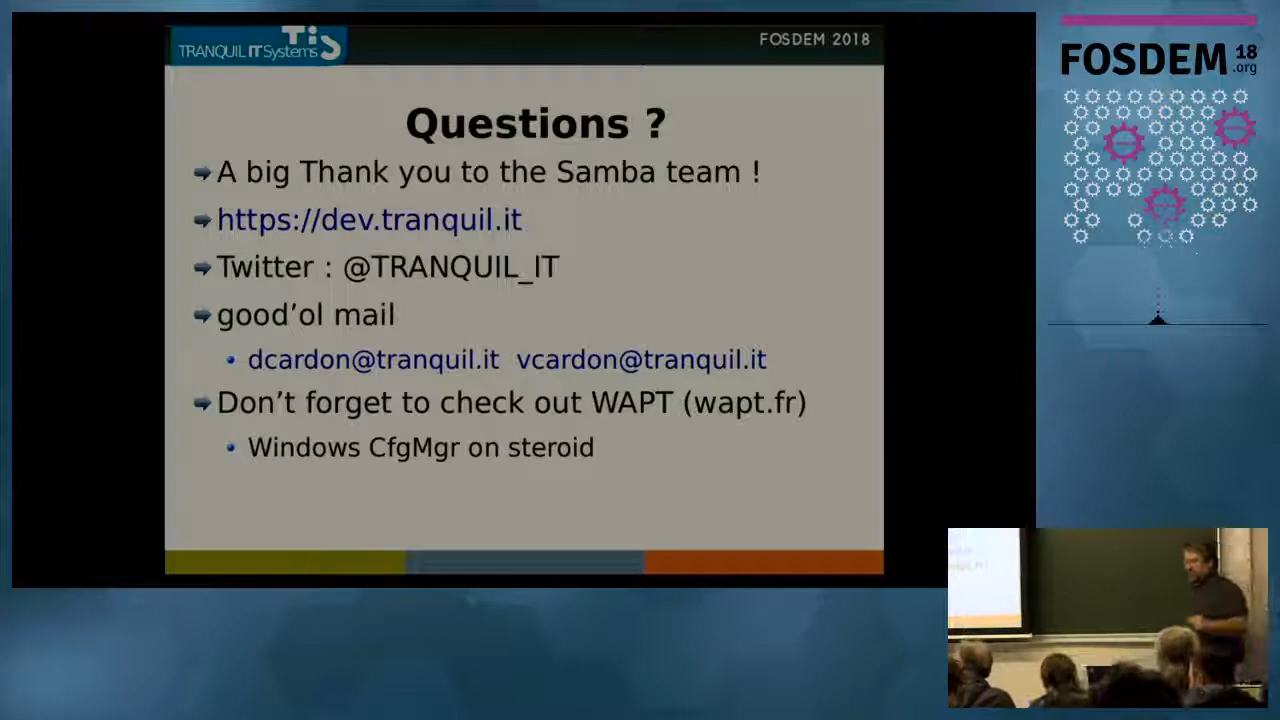 TRANQUIL IT Systems
TiS
FOSDEM 2018
Questions ?
A big Thank you to the Samba team !
https://dev.tranquil.it
Twitter : @TRANQUIL_IT
good’ol mail
dcardon@tranquil.it vcardon@tranquil.it
Don’t forget to check out WAPT (wapt.fr)
Windows CfgMgr on steroid
FOSDEM 18
.org